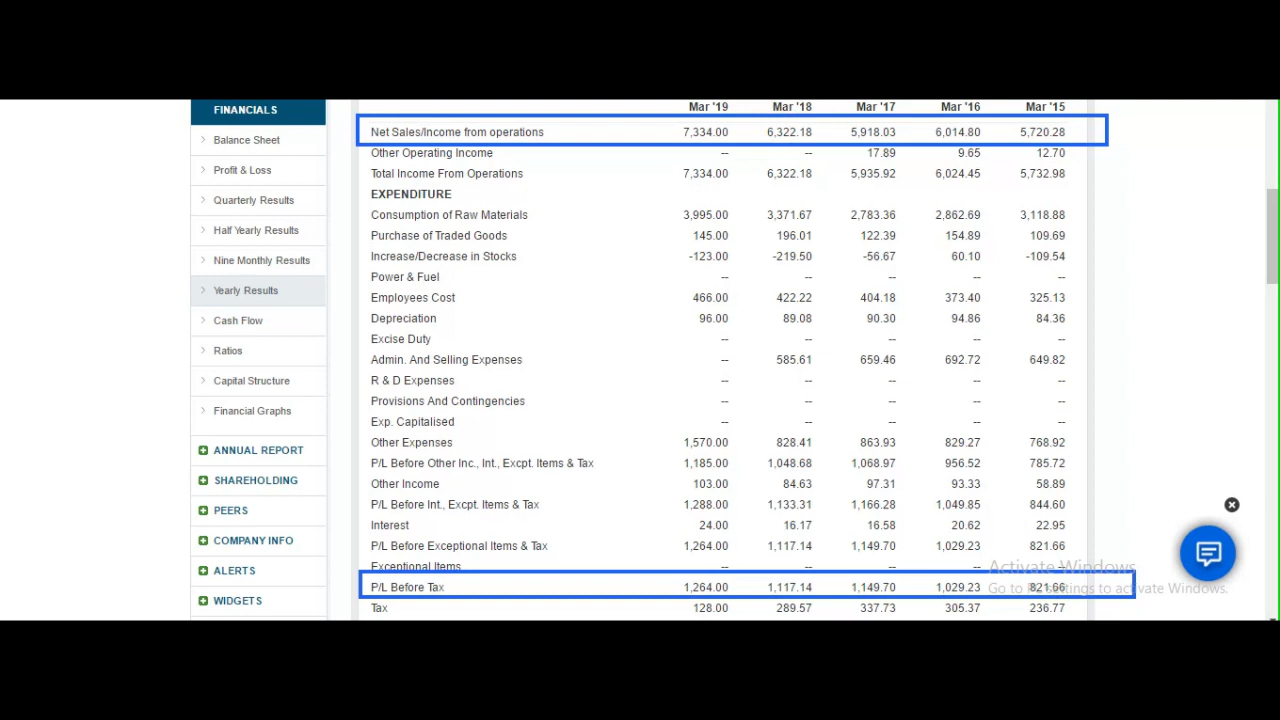 FINANCIALS
Balance Sheet
Profit & Loss
Quarterly Results
Half Yearly Results
Nine Monthly Results
Yearly Results
Cash Flow
Ratios
Capital Structure
Financial Graphs
ANNUAL REPORT
SHAREHOLDING
PEERS
COMPANY INFO
ALERTS
WIDGETS
Mar '19 Mar '18 Mar '17 Mar '16 Mar '15
Net Sales/Income from operations 7,334.00 6,322.18 5,918.03 6,014.80 5,720.28
Other Operating Income -- -- 17.89 9.65 12.70
Total Income From Operations 7,334.00 6,322.18 5,935.92 6,024.45 5,732.98
EXPENDITURE
Consumption of Raw Materials 3,995.00 3,371.67 2,783.36 2,862.69 3,118.88
Purchase of Traded Goods 145.00 196.01 122.39 154.89 109.69
Increase/Decrease in Stocks -123.00 -219.50 -56.67 60.10 -109.54
Power & Fuel -- -- -- -- --
Employees Cost 466.00 422.22 404.18 373.40 325.13
Depreciation 96.00 89.08 90.30 94.86 84.36
Excise Duty -- -- -- -- --
Admin. And Selling Expenses -- 585.61 659.46 692.72 649.82
R & D Expenses -- -- -- -- --
Provisions And Contingencies -- -- -- -- --
Exp. Capitalised -- -- -- -- --
Other Expenses 1,570.00 828.41 863.93 829.27 768.92
P/L Before Other Inc., Int., Excpt. Items & Tax 1,185.00 1,048.68 1,068.97 956.52 785.72
Other Income 103.00 84.63 97.31 93.33 58.89
P/L Before Int., Excpt. Items & Tax 1,288.00 1,133.31 1,166.28 1,049.85 844.60
Interest 24.00 16.17 16.58 20.62 22.95
P/L Before Exceptional Items & Tax 1,264.00 1,117.14 1,149.70 1,029.23 821.66
Exceptional Items -- -- -- -- --
P/L Before Tax 1,264.00 1,117.14 1,149.70 1,029.23 821.66
Tax 128.00 289.57 337.73 305.37 236.77
Activate Windows
Go to PC settings to activate Windows.